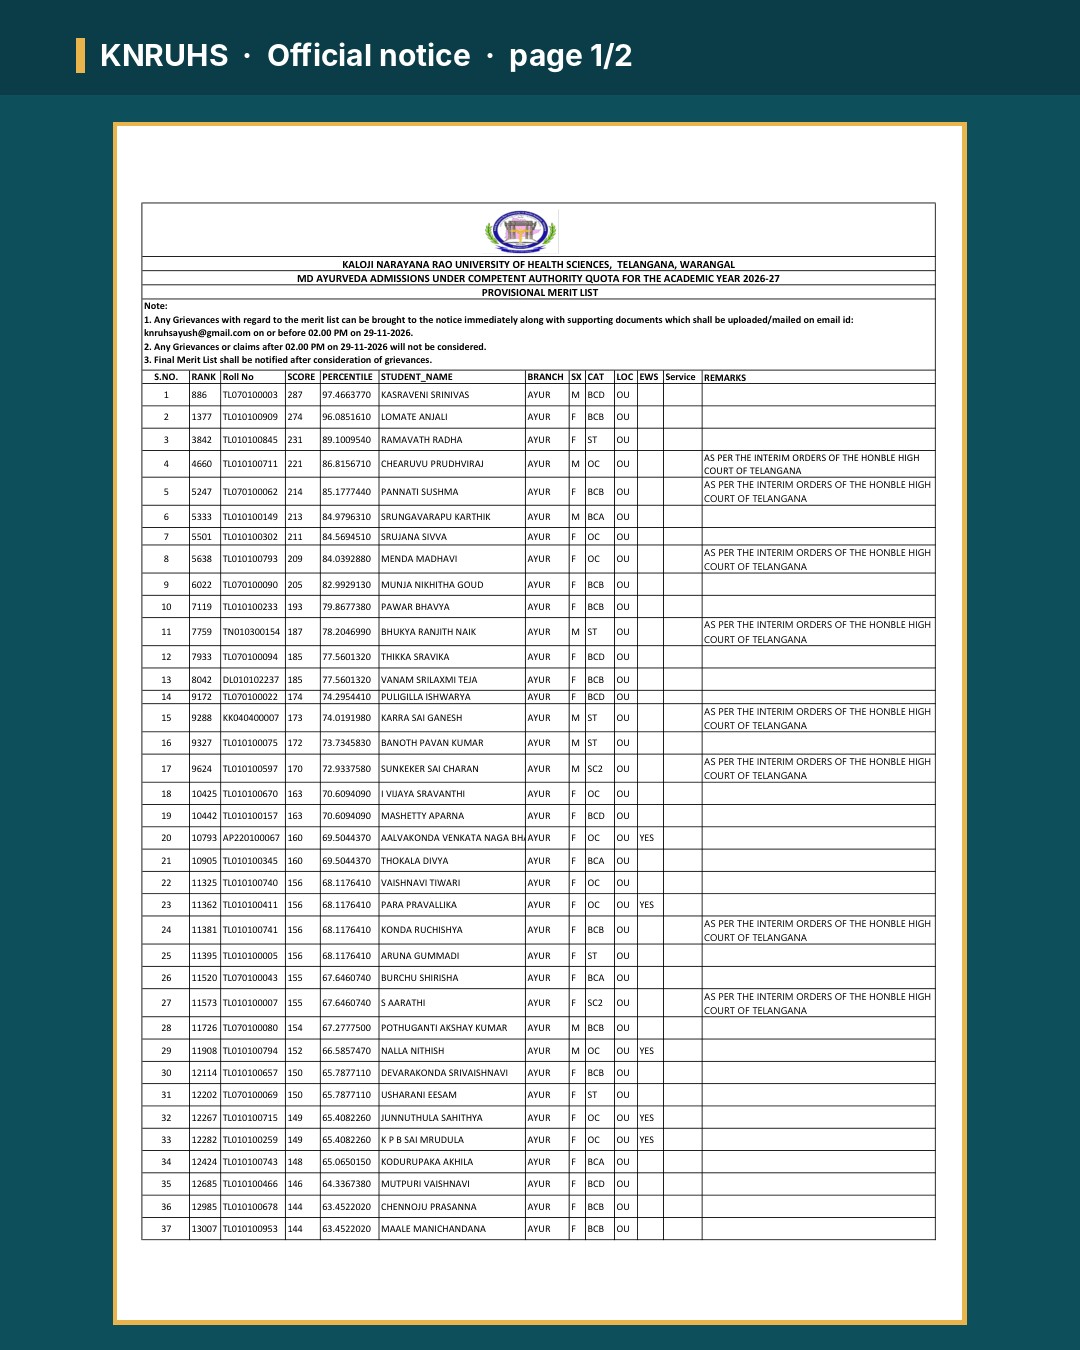 KNRUHS · Official notice · page 1/2
KALOJI NARAYANA RAO UNIVERSITY OF HEALTH SCIENCES, TELANGANA, WARANGAL
MD AYURVEDA ADMISSIONS UNDER COMPETENT AUTHORITY QUOTA FOR THE ACADEMIC YEAR 2026-27
PROVISIONAL MERIT LIST
Note:
1. Any Grievances with regard to the merit list can be brought to the notice immediately along with supporting documents which shall be uploaded/mailed on email id:
knruhsayush@gmail.com on or before 02.00 PM on 29-11-2026.
2. Any Grievances or claims after 02.00 PM on 29-11-2026 will not be considered.
3. Final Merit List shall be notified after consideration of grievances.
S.NO. RANK Roll No SCORE PERCENTILE STUDENT_NAME BRANCH SX CAT LOC EWS Service REMARKS
1 886 TL070100003 287 97.4663770 KASRAVENI SRINIVAS AYUR M BCD OU
2 1377 TL010100909 274 96.0851610 LOMATE ANJALI AYUR F BCB OU
3 3842 TL010100845 231 89.1009540 RAMAVATH RADHA AYUR F ST OU
4 4660 TL010100711 221 86.8156710 CHEARUVU PRUDHVIRAJ AYUR M OC OU AS PER THE INTERIM ORDERS OF THE HONBLE HIGH
COURT OF TELANGANA
5 5247 TL070100062 214 85.1777440 PANNATI SUSHMA AYUR F BCB OU AS PER THE INTERIM ORDERS OF THE HONBLE HIGH
COURT OF TELANGANA
6 5333 TL010100149 213 84.9796310 SRUNGAVARAPU KARTHIK AYUR M BCA OU
7 5501 TL010100302 211 84.5694510 SRUJANA SIVVA AYUR F OC OU
8 5638 TL010100793 209 84.0392880 MENDA MADHAVI AYUR F OC OU AS PER THE INTERIM ORDERS OF THE HONBLE HIGH
COURT OF TELANGANA
9 6022 TL070100090 205 82.9929130 MUNJA NIKHITHA GOUD AYUR F BCB OU
10 7119 TL010100233 193 79.8677380 PAWAR BHAVYA AYUR F BCB OU
11 7759 TN010300154 187 78.2046990 BHUKYA RANJITH NAIK AYUR M ST OU AS PER THE INTERIM ORDERS OF THE HONBLE HIGH
COURT OF TELANGANA
12 7933 TL070100094 185 77.5601320 THIKKA SRAVIKA AYUR F BCD OU
13 8042 DL010102237 185 77.5601320 VANAM SRILAXMI TEJA AYUR F BCB OU
14 9172 TL070100022 174 74.2954410 PULIGILLA ISHWARYA AYUR F BCD OU
15 9288 KK040400007 173 74.0191980 KARRA SAI GANESH AYUR M ST OU AS PER THE INTERIM ORDERS OF THE HONBLE HIGH
COURT OF TELANGANA
16 9327 TL010100075 172 73.7345830 BANOTH PAVAN KUMAR AYUR M ST OU
17 9624 TL010100597 170 72.9337580 SUNKEKER SAI CHARAN AYUR M SC2 OU AS PER THE INTERIM ORDERS OF THE HONBLE HIGH
COURT OF TELANGANA
18 10425 TL010100670 163 70.6094090 I VIJAYA SRAVANTHI AYUR F OC OU
19 10442 TL010100157 163 70.6094090 MASHETTY APARNA AYUR F BCD OU
20 10793 AP220100067 160 69.5044370 AALVAKONDA VENKATA NAGA BHA AYUR F OC OU YES
21 10905 TL010100345 160 69.5044370 THOKALA DIVYA AYUR F BCA OU
22 11325 TL010100740 156 68.1176410 VAISHNAVI TIWARI AYUR F OC OU
23 11362 TL010100411 156 68.1176410 PARA PRAVALLIKA AYUR F OC OU YES
24 11381 TL010100741 156 68.1176410 KONDA RUCHISHYA AYUR F BCB OU AS PER THE INTERIM ORDERS OF THE HONBLE HIGH
COURT OF TELANGANA
25 11395 TL010100005 156 68.1176410 ARUNA GUMMADI AYUR F ST OU
26 11520 TL070100043 155 67.6460740 BURCHU SHIRISHA AYUR F BCA OU
27 11573 TL010100007 155 67.6460740 S AARATHI AYUR F SC2 OU AS PER THE INTERIM ORDERS OF THE HONBLE HIGH
COURT OF TELANGANA
28 11726 TL070100080 154 67.2777500 POTHUGANTI AKSHAY KUMAR AYUR M BCB OU
29 11908 TL010100794 152 66.5857470 NALLA NITHISH AYUR M OC OU YES
30 12114 TL010100657 150 65.7877110 DEVARAKONDA SRIVAISHNAVI AYUR F BCB OU
31 12202 TL070100069 150 65.7877110 USHARANI EESAM AYUR F ST OU
32 12267 TL010100715 149 65.4082260 JUNNUTHULA SAHITHYA AYUR F OC OU YES
33 12282 TL010100259 149 65.4082260 K P B SAI MRUDULA AYUR F OC OU YES
34 12424 TL010100743 148 65.0650150 KODURUPAKA AKHILA AYUR F BCA OU
35 12685 TL010100466 146 64.3367380 MUTPURI VAISHNAVI AYUR F BCD OU
36 12985 TL010100678 144 63.4522020 CHENNOJU PRASANNA AYUR F BCB OU
37 13007 TL010100953 144 63.4522020 MAALE MANICHANDANA AYUR F BCB OU